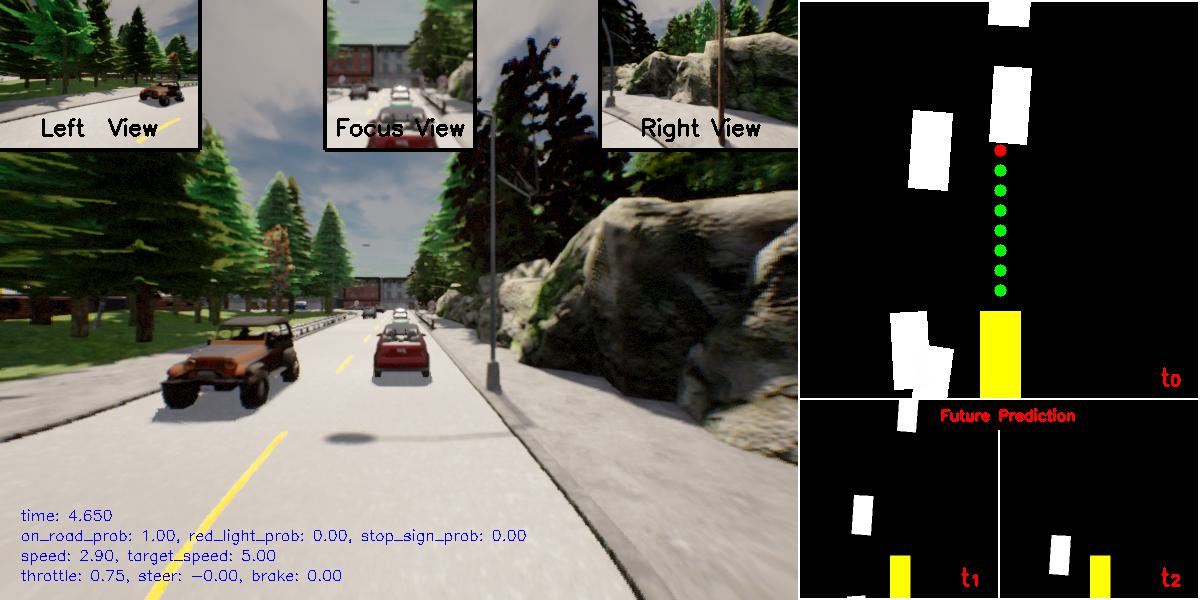 Left View
Focus View
Right View
time: 4.650
on_road_prob: 1.00, red_light_prob: 0.00, stop_sign_prob: 0.00
speed: 2.90, target_speed: 5.00
throttle: 0.75, steer: -0.00, brake: 0.00
t0
Future Prediction
t1
t2